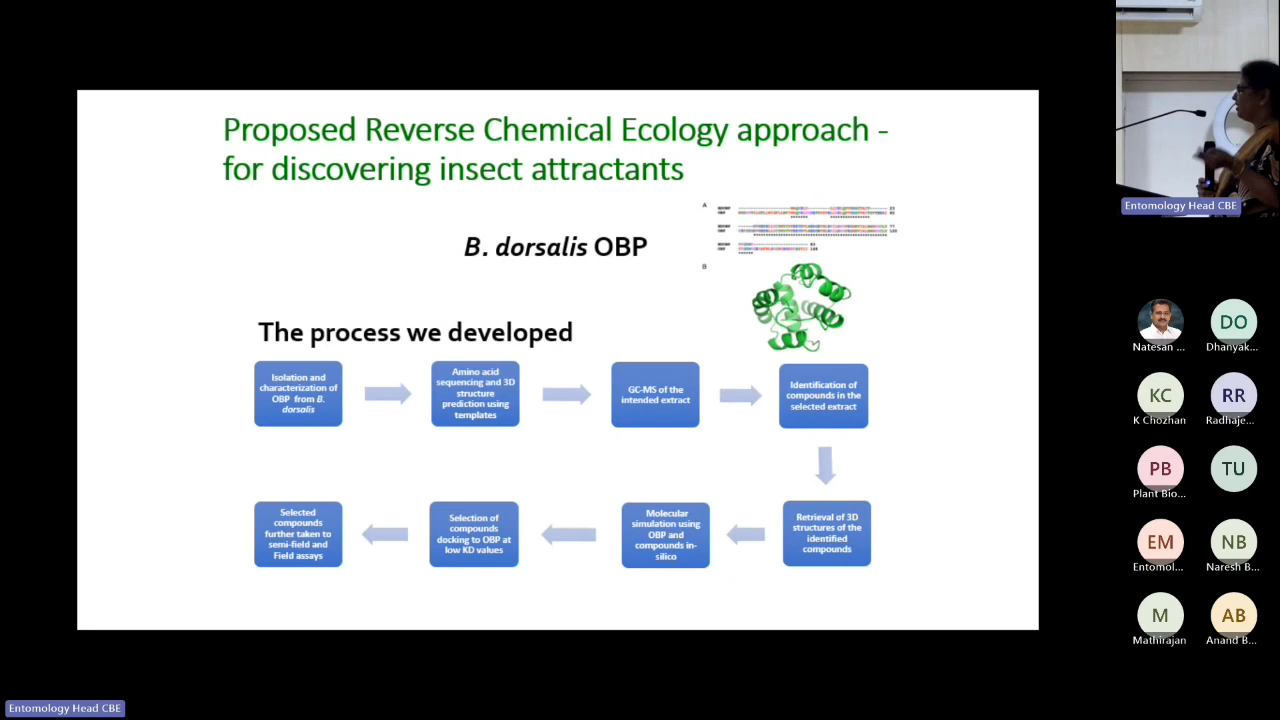 Proposed Reverse Chemical Ecology approach -
for discovering insect attractants
A
B. dorsalis OBP
B
The process we developed
Isolation and
characterization of
OBP from B.
dorsalis
Amino acid
sequencing and 3D
structure
prediction using
templates
GC-MS of the
intended extract
Identification of
compounds in the
selected extract
Retrieval of 3D
structures of the
identified
compounds
Molecular
simulation using
OBP and
compounds in-
silico
Selection of
compounds
docking to OBP at
low KD values
Selected
compounds
further taken to
semi-field and
Field assays
Entomology Head CBE
Natesan ...
DO
Dhanyak...
KC
K Chozhan
RR
Radhaje...
PB
Plant Bio...
TU
EM
Entomol...
NB
Naresh B...
M
Mathirajan
AB
Anand B...
Entomology Head CBE